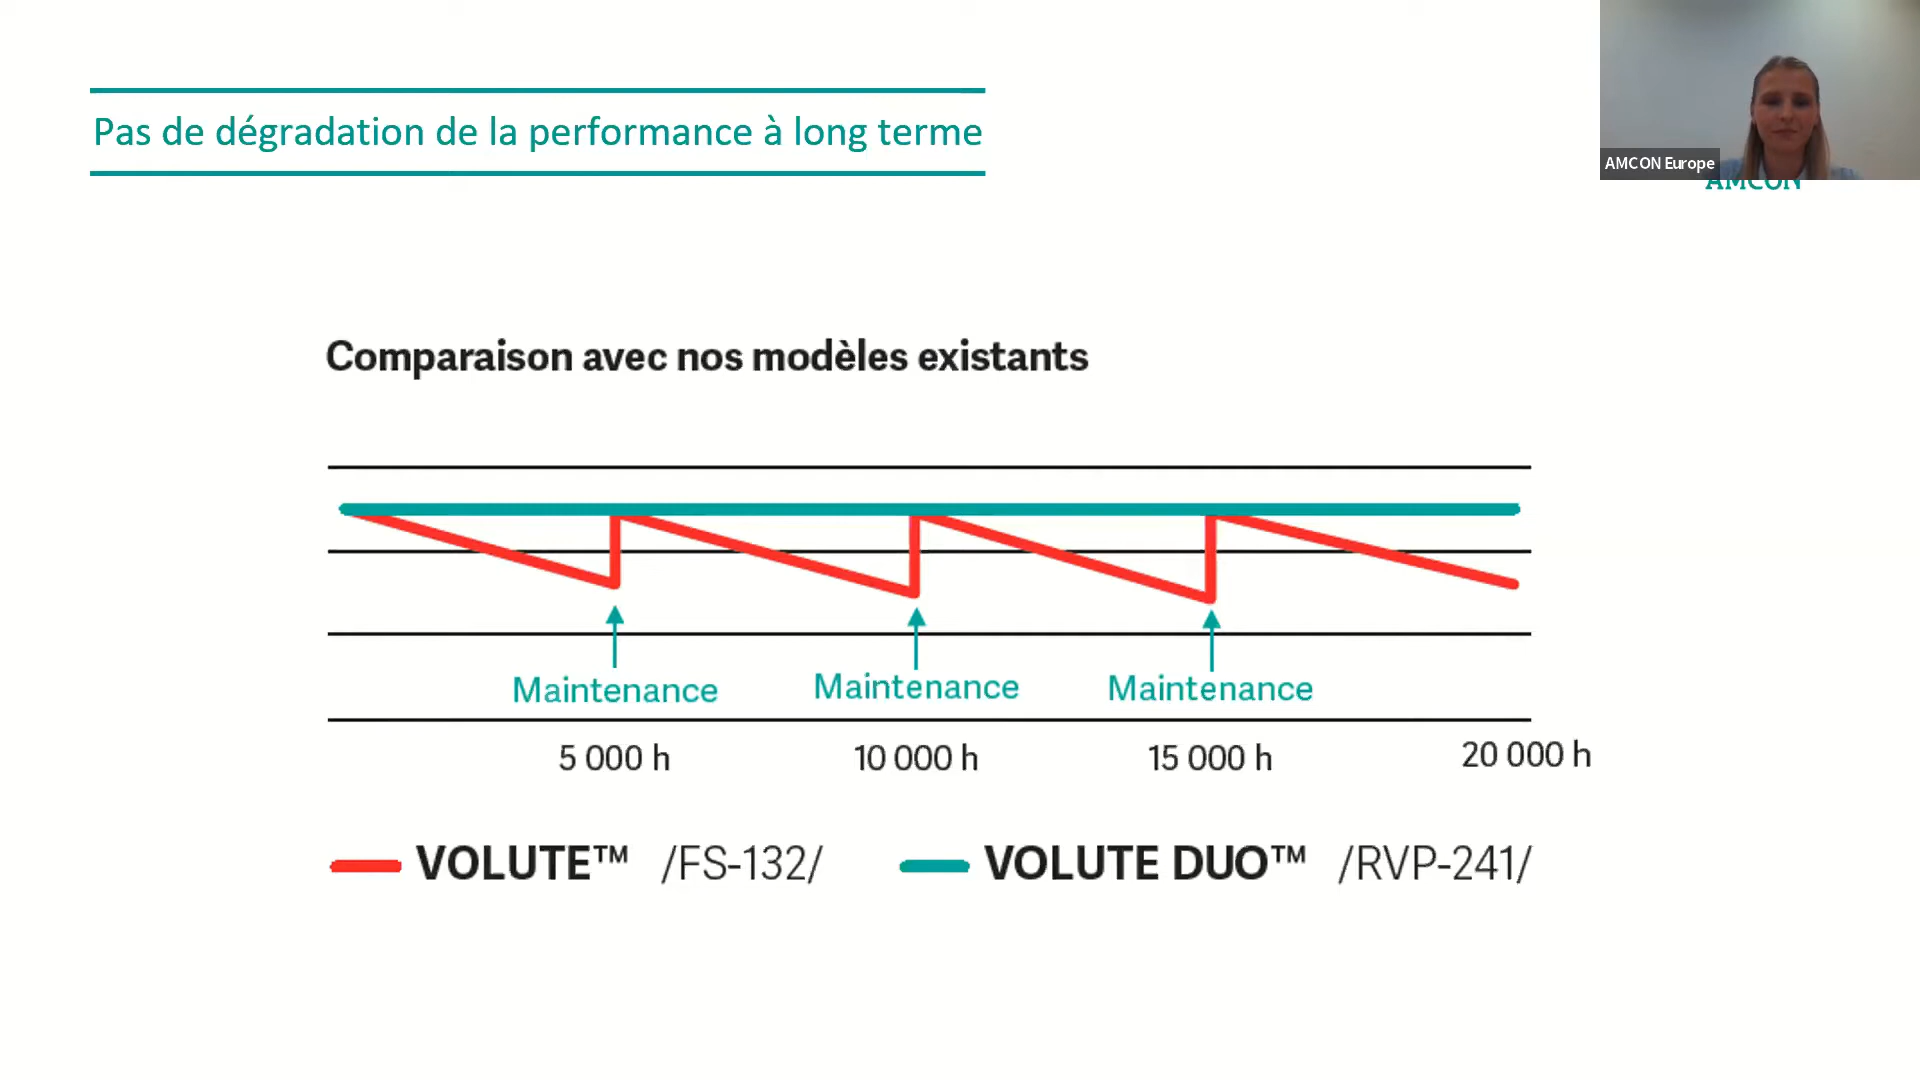 Pas de dégradation de la performance à long terme
AMCON Europe
AMCON
Comparaison avec nos modèles existants
Maintenance Maintenance Maintenance
5 000 h 10 000 h 15 000 h 20 000 h
VOLUTE™ /FS-132/ VOLUTE DUO™ /RVP-241/